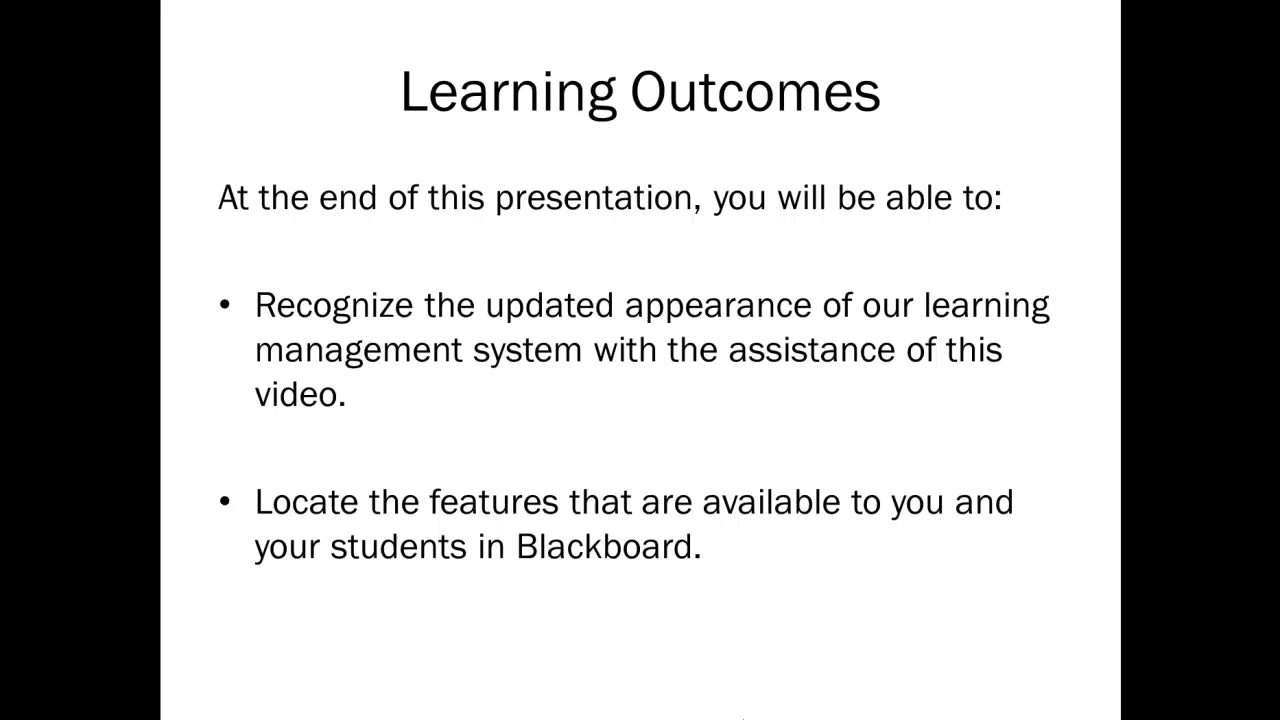 Learning Outcomes
At the end of this presentation, you will be able to:
• Recognize the updated appearance of our learning
management system with the assistance of this
video.
• Locate the features that are available to you and
your students in Blackboard.